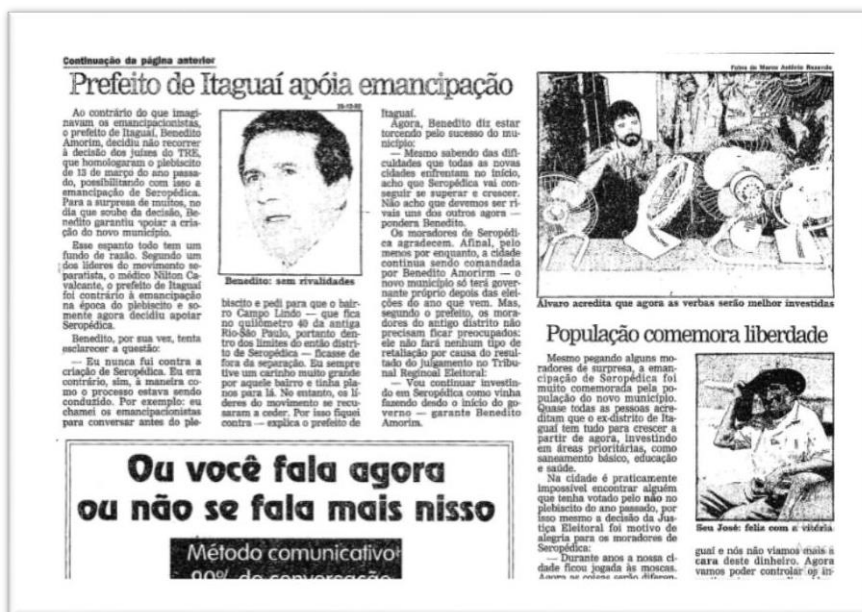 Continuação da página anterior
Prefeito de Itaguaí apóia emancipação
Ao contrário do que imagi-
navam os emancipacionistas,
o prefeito de Itaguaí, Benedito
Amorim, decidiu não recorrer
à decisão dos juízes do TRE,
que homologaram o plebiscito
de 13 de março do ano passa-
do, possibilitando com isso a
emancipação de Seropédica.
Para a surpresa de muitos, no
dia que soube da decisão, Be-
nedito garantiu apoiar a cria-
ção do novo município.
Esse espanto todo tem um
fundo de razão. Segundo um
dos líderes do movimento se-
paratista, o médico Nilton Ca-
valcante, o prefeito de Itaguaí
foi contrário à emancipação
na época do plebiscito e so-
mente agora decidiu apoiar
Seropédica.
Benedito, por sua vez, tenta
esclarecer a questão:
— Eu nunca fui contra a
criação de Seropédica. Eu era
contrário, sim, à maneira co-
mo o processo estava sendo
conduzido. Por exemplo: eu
chamei os emancipacionistas
para conversar antes do ple-
Benedito: sem rivalidades
biscito e pedi para que o bair-
ro Campo Lindo — que fica
no quilômetro 40 da antiga
Rio-São Paulo, portanto den-
tro dos limites do então distri-
to de Seropédica — ficasse de
fora da separação. Eu sempre
tive um carinho muito grande
por aquele bairro e tinha pla-
nos para lá. No entanto, os lí-
deres do movimento se recu-
saram a ceder. Por isso fiquei
contra — explica o prefeito de
Itaguaí.
Agora, Benedito diz estar
torcendo pelo sucesso do mu-
nicípio:
— Mesmo sabendo das difi-
culdades que todas as novas
cidades enfrentam no início,
acho que Seropédica vai con-
seguir se superar e crescer.
Não acho que devemos ser ri-
vais uns dos outros agora —
pondera Benedito.
Os moradores de Seropédi-
ca agradecem. Afinal, pelo
menos por enquanto, a cidade
continua sendo comandada
por Benedito Amorirm — o
novo município só terá gover-
nante próprio depois das elei-
ções do ano que vem. Mas,
segundo o prefeito, os mora-
dores do antigo distrito não
precisam ficar preocupados:
ele não fará nenhum tipo de
retaliação por causa do resul-
tado do julgamento no Tribu-
nal Regional Eleitoral:
— Vou continuar investin-
do em Seropédica como vinha
fazendo desde o início do go-
verno — garante Benedito
Amorim.
Ou você fala agora
ou não se fala mais nisso
Método comunicativo
90% de conversação
Fotos de Marco Antônio Rezende
Álvaro acredita que agora as verbas serão melhor investidas
População comemora liberdade
Mesmo pegando alguns mo-
radores de surpresa, a eman-
cipação de Seropédica foi
muito comemorada pela po-
pulação do novo município.
Quase todas as pessoas acre-
ditam que o ex-distrito de Ita-
guaí tem tudo para crescer a
partir de agora, investindo
em áreas prioritárias, como
saneamento básico, educação
e saúde.
Na cidade é praticamente
impossível encontrar alguém
que tenha votado pelo não no
plebiscito do ano passado, por
isso mesmo a decisão da Jus-
tiça Eleitoral foi motivo de
alegria para os moradores de
Seropédica:
— Durante anos a nossa ci-
dade ficou jogada às moscas.
Agora as coisas serão diferen-
Seu José: feliz com a vitória
guaí e nós não víamos mais a
cara deste dinheiro. Agora
vamos poder controlar os in-